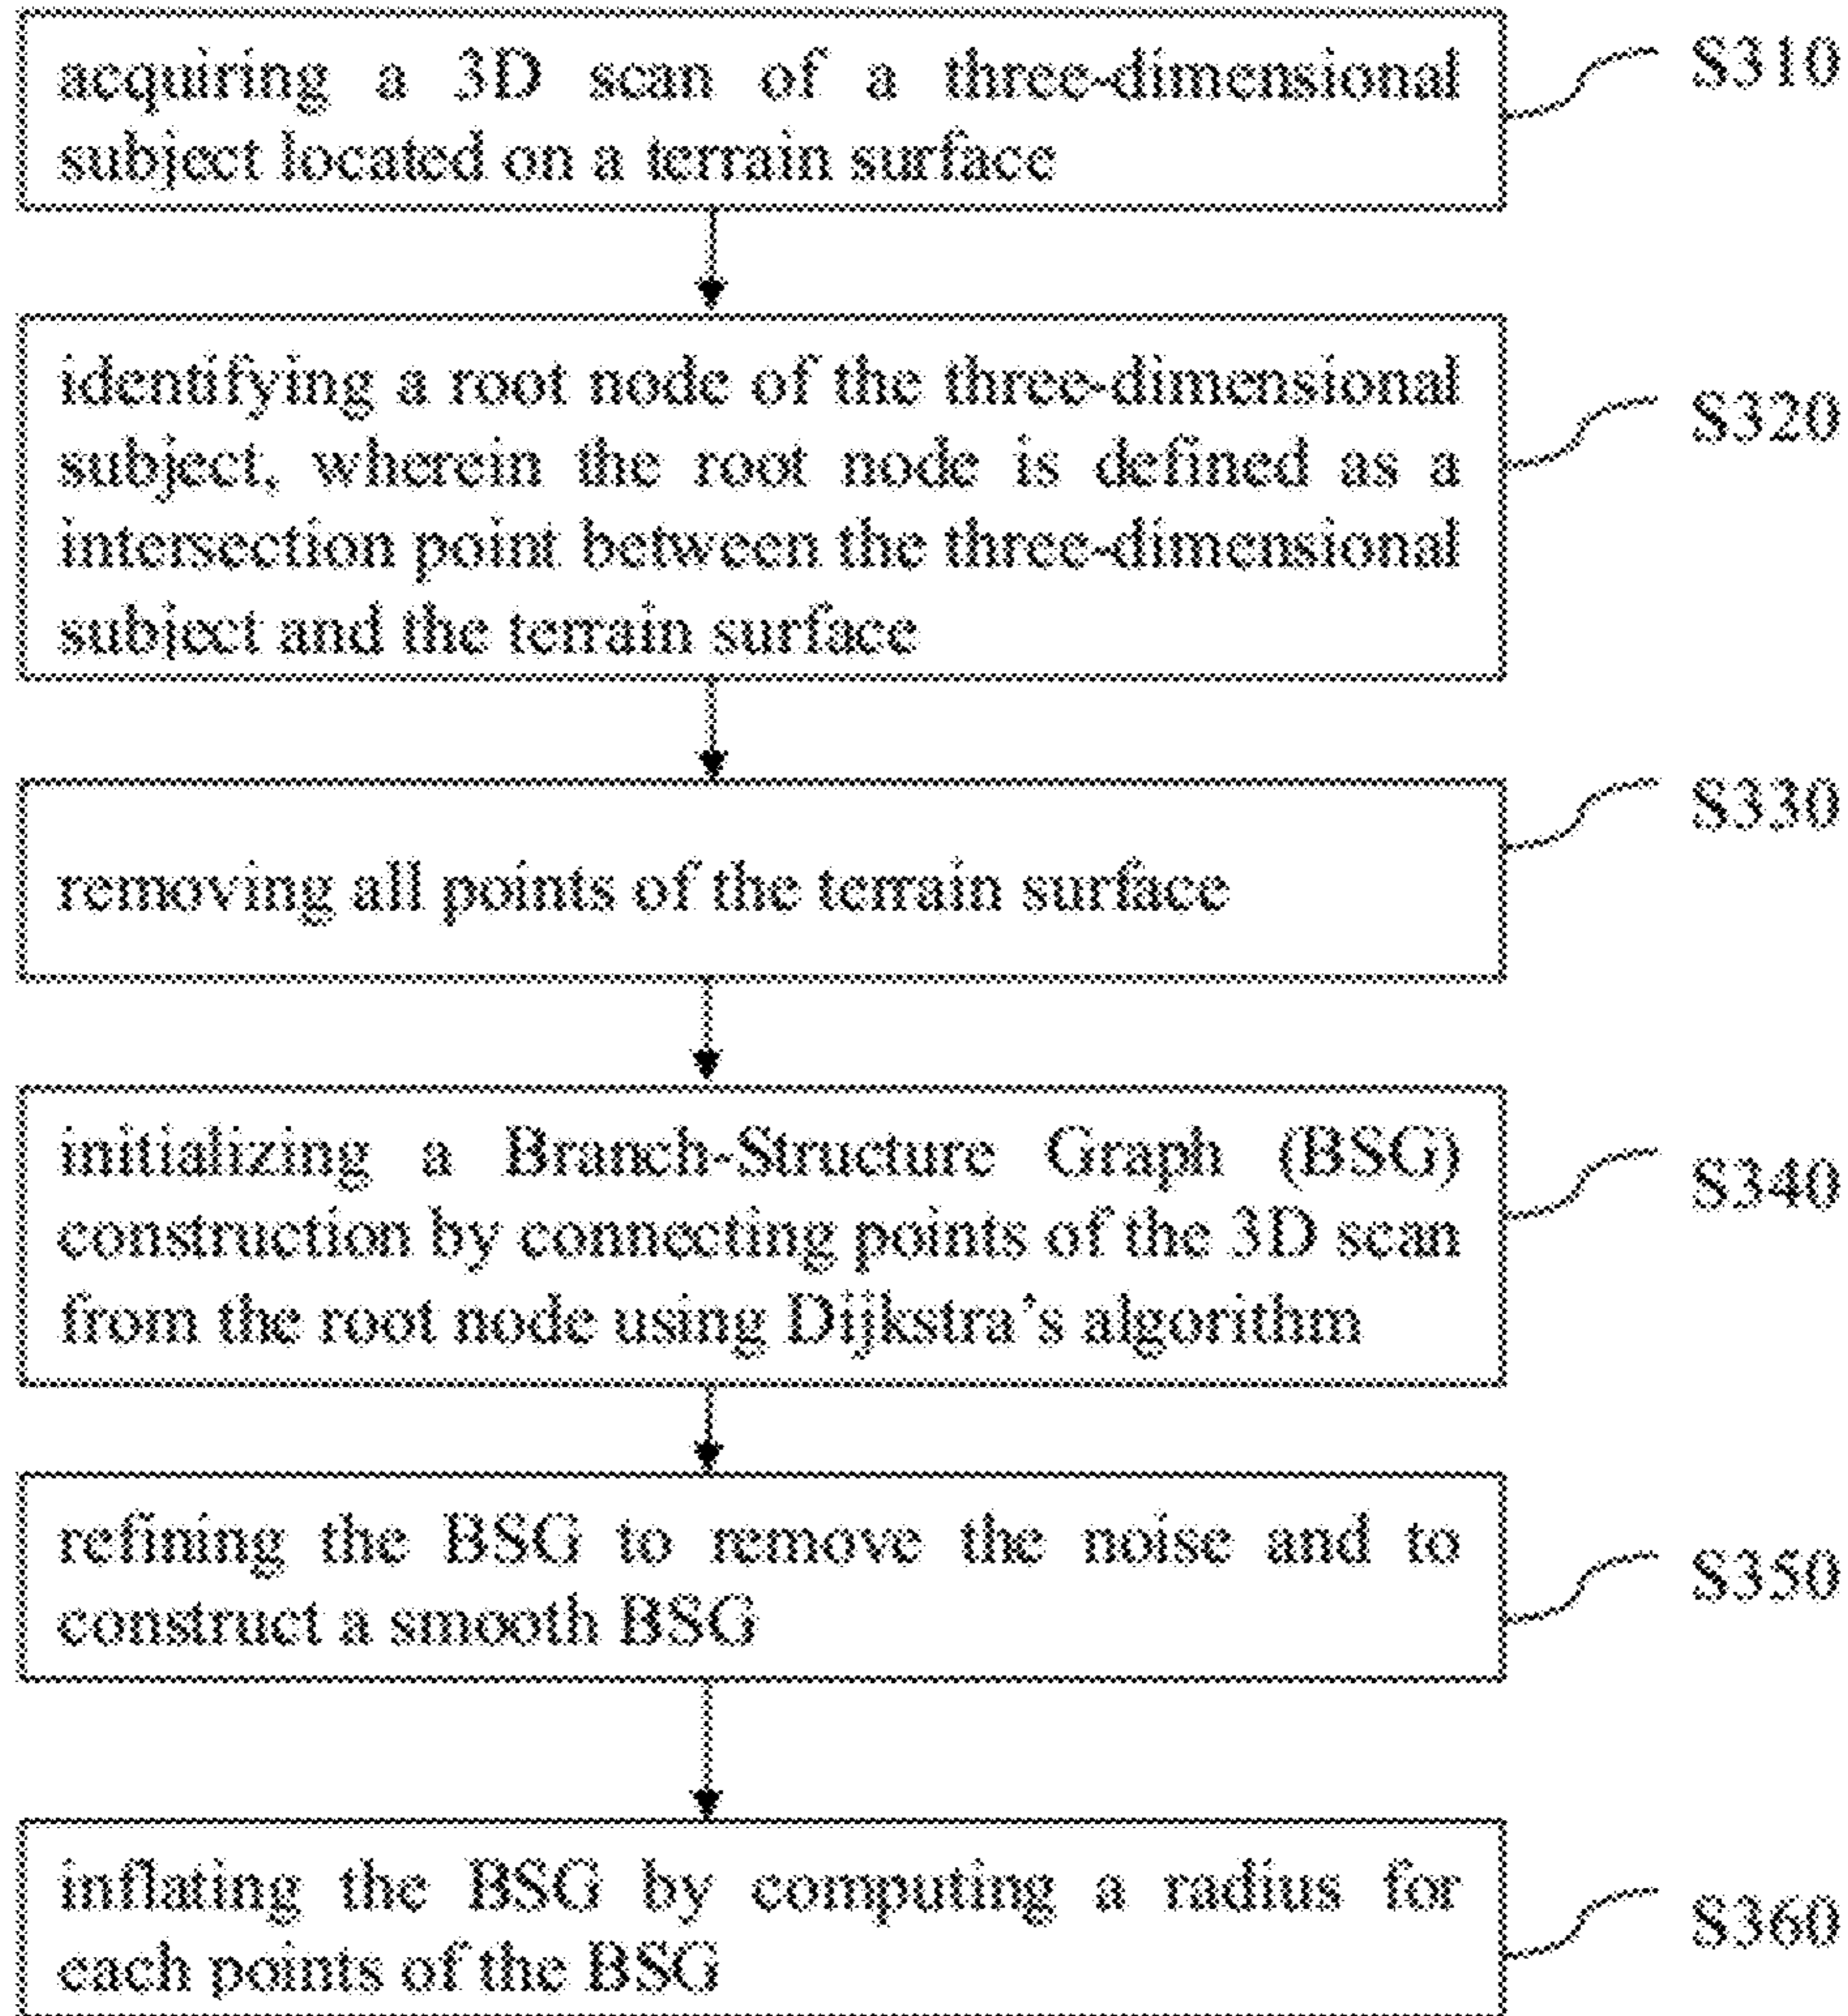 acquiring a 3D scan of a three-dimensional
subject located on a terrain surface
S310
identifying a root node of the three-dimensional
subject, wherein the root node is defined as a
intersection point between the three-dimensional
subject and the terrain surface
S320
removing all points of the terrain surface
S330
initializing a Branch-Structure Graph (BSG)
construction by connecting points of the 3D scan
from the root node using Dijkstra's algorithm
S340
refining the BSG to remove the noise and to
construct a smooth BSG
S350
inflating the BSG by computing a radius for
each points of the BSG
S360